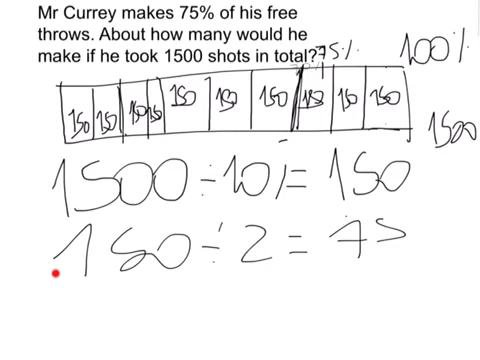 Mr Currey makes 75% of his free
throws. About how many would he
make if he took 1500 shots in total?
75%
100%
150 150 150 150 150 150 150 150 150 150
1500
1500 ÷ 10 = 150
150 ÷ 2 = 75